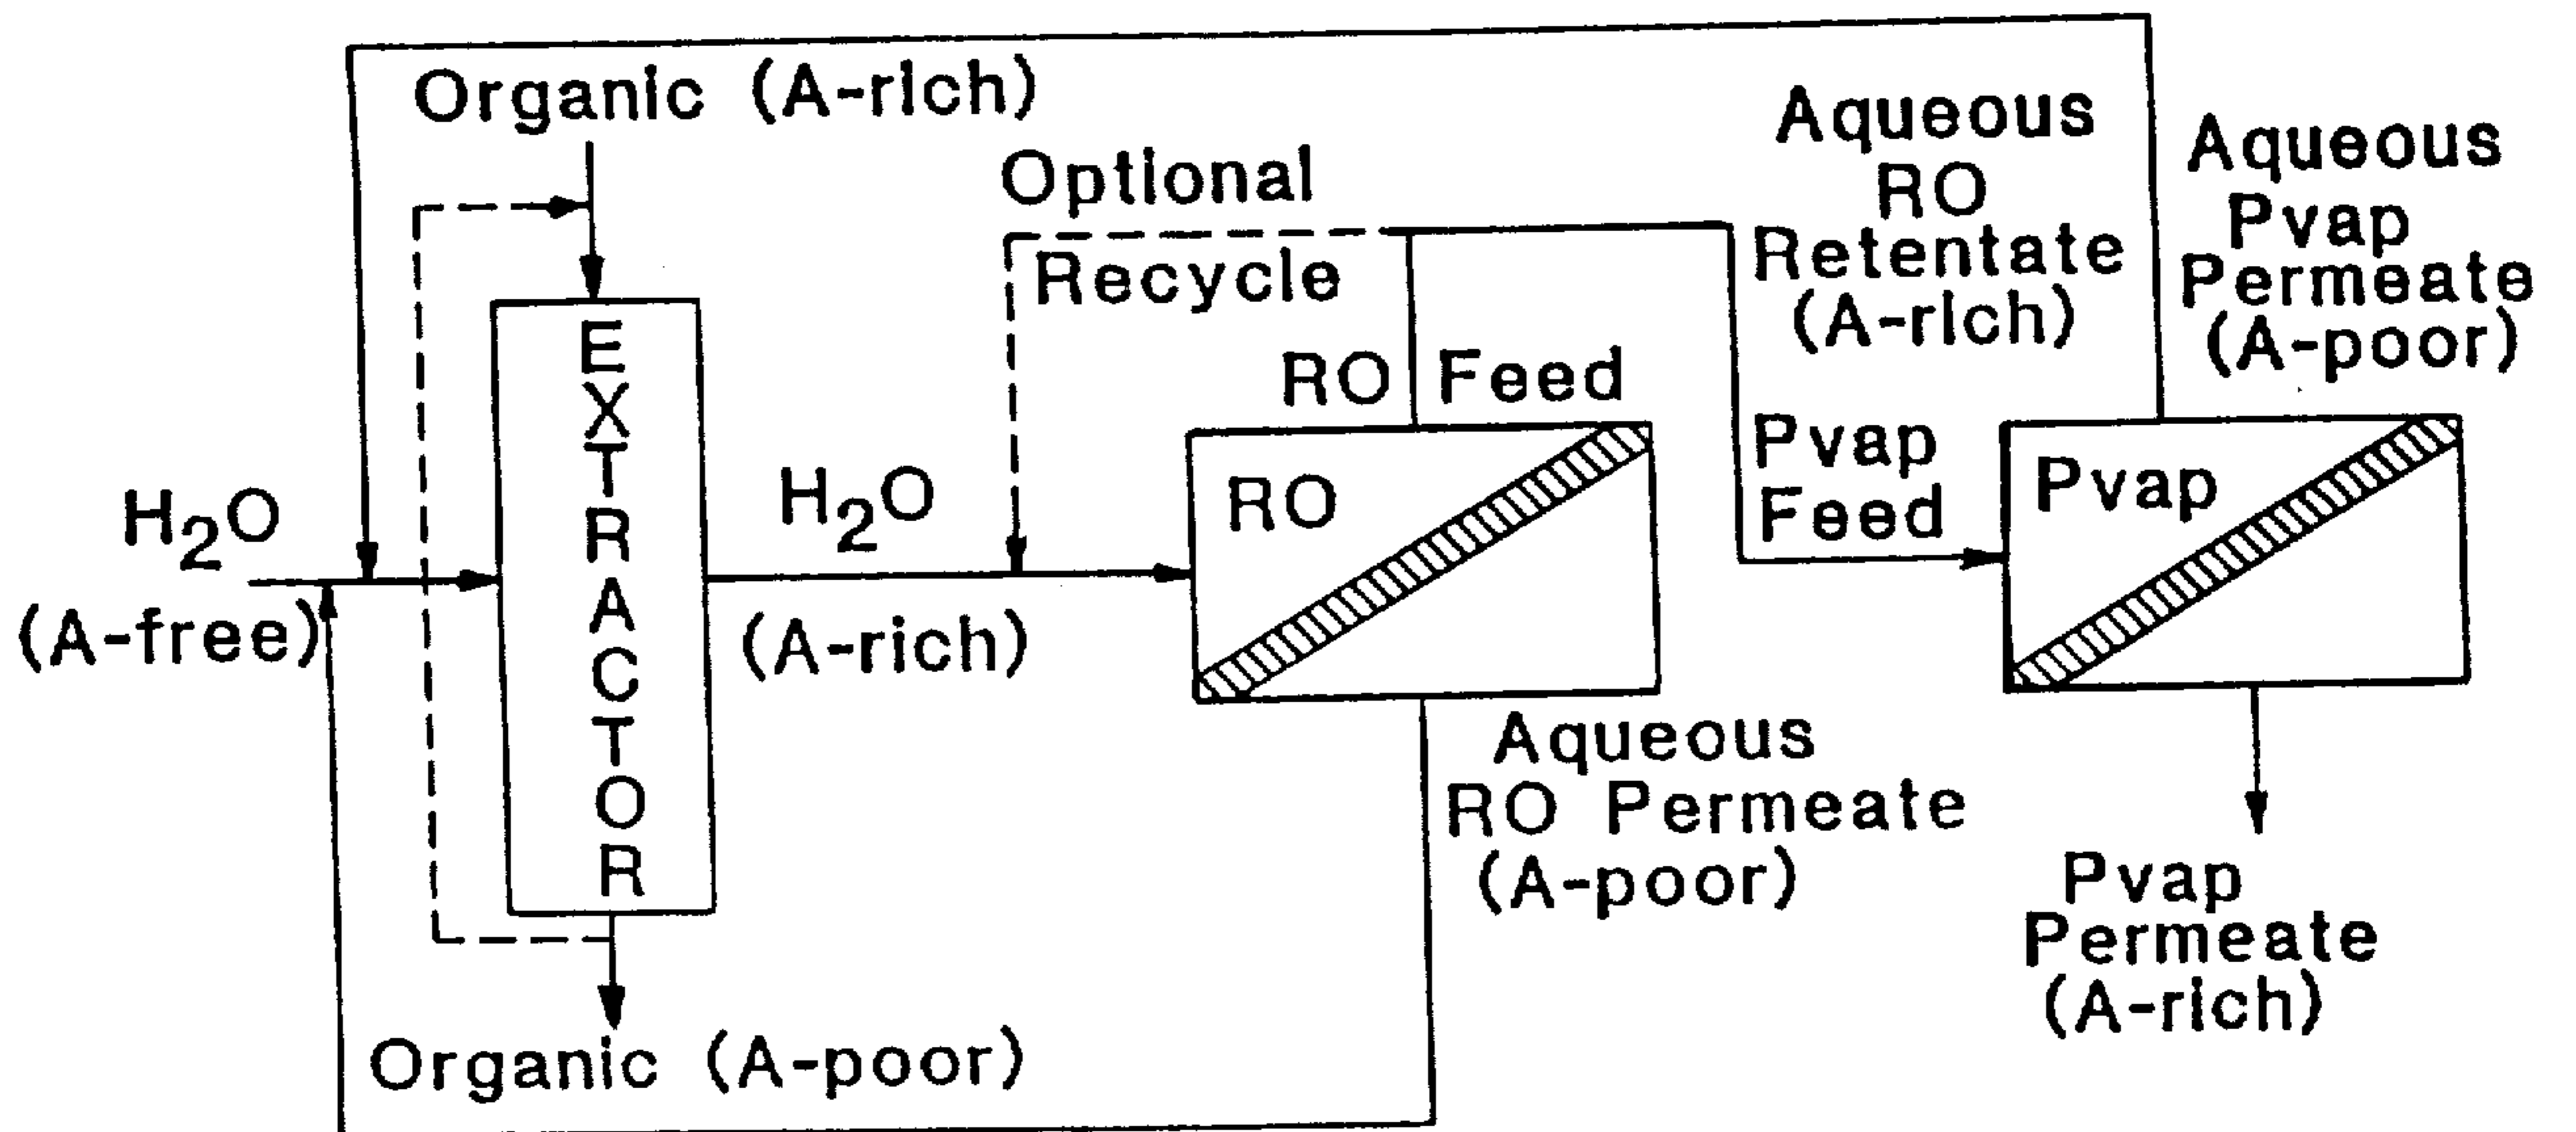 Organic (A-rich)
Optional
Recycle
Aqueous
RO
Retentate
(A-rich)
Aqueous
Pvap
Permeate
(A-poor)
RO Feed
H2O
(A-free)
EXTRACTOR
H2O
(A-rich)
RO
Pvap
Feed
Pvap
Aqueous
RO Permeate
(A-poor)
Pvap
Permeate
(A-rich)
Organic (A-poor)